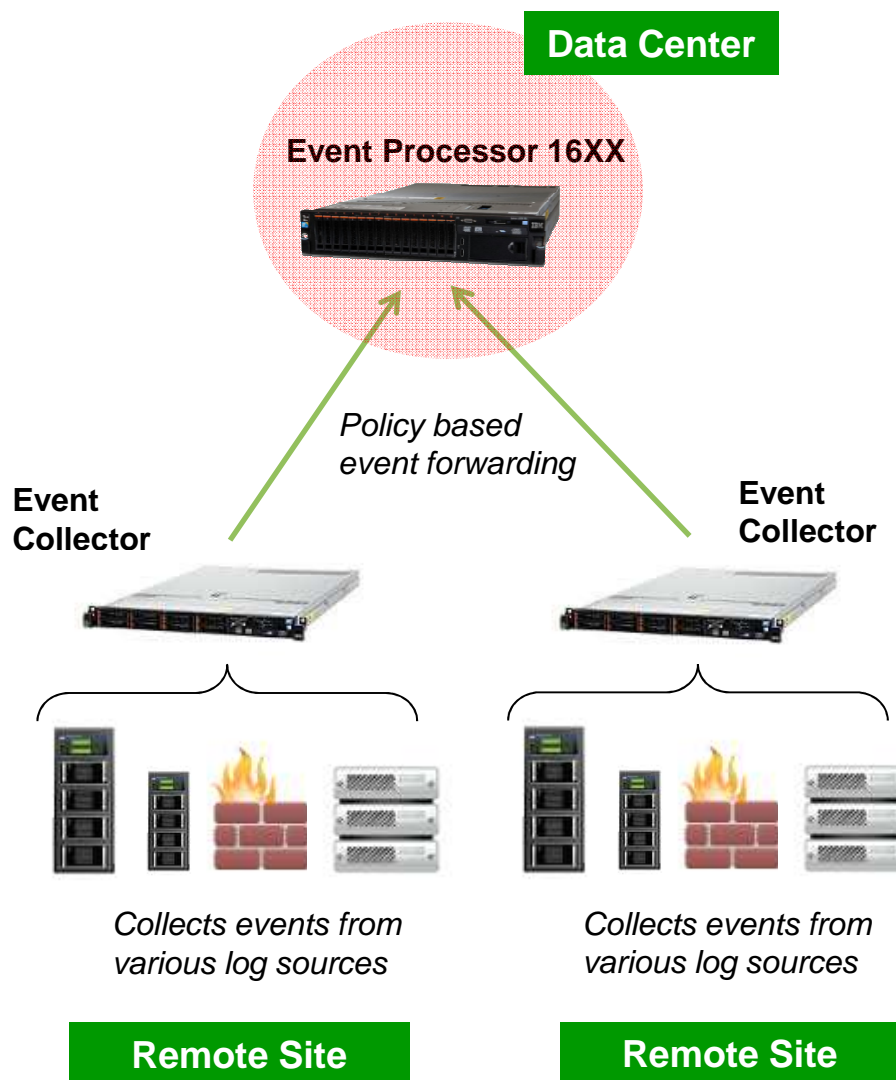 Data Center
Event Processor 16XX
Policy based
event forwarding
Event
Collector
Event
Collector
Collects events from
various log sources
Collects events from
various log sources
Remote Site
Remote Site